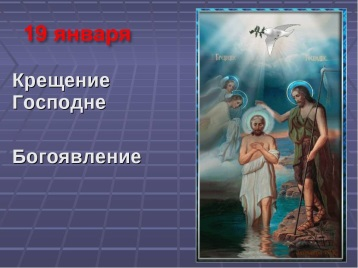 19 января
Крещение
Господне
Богоявление